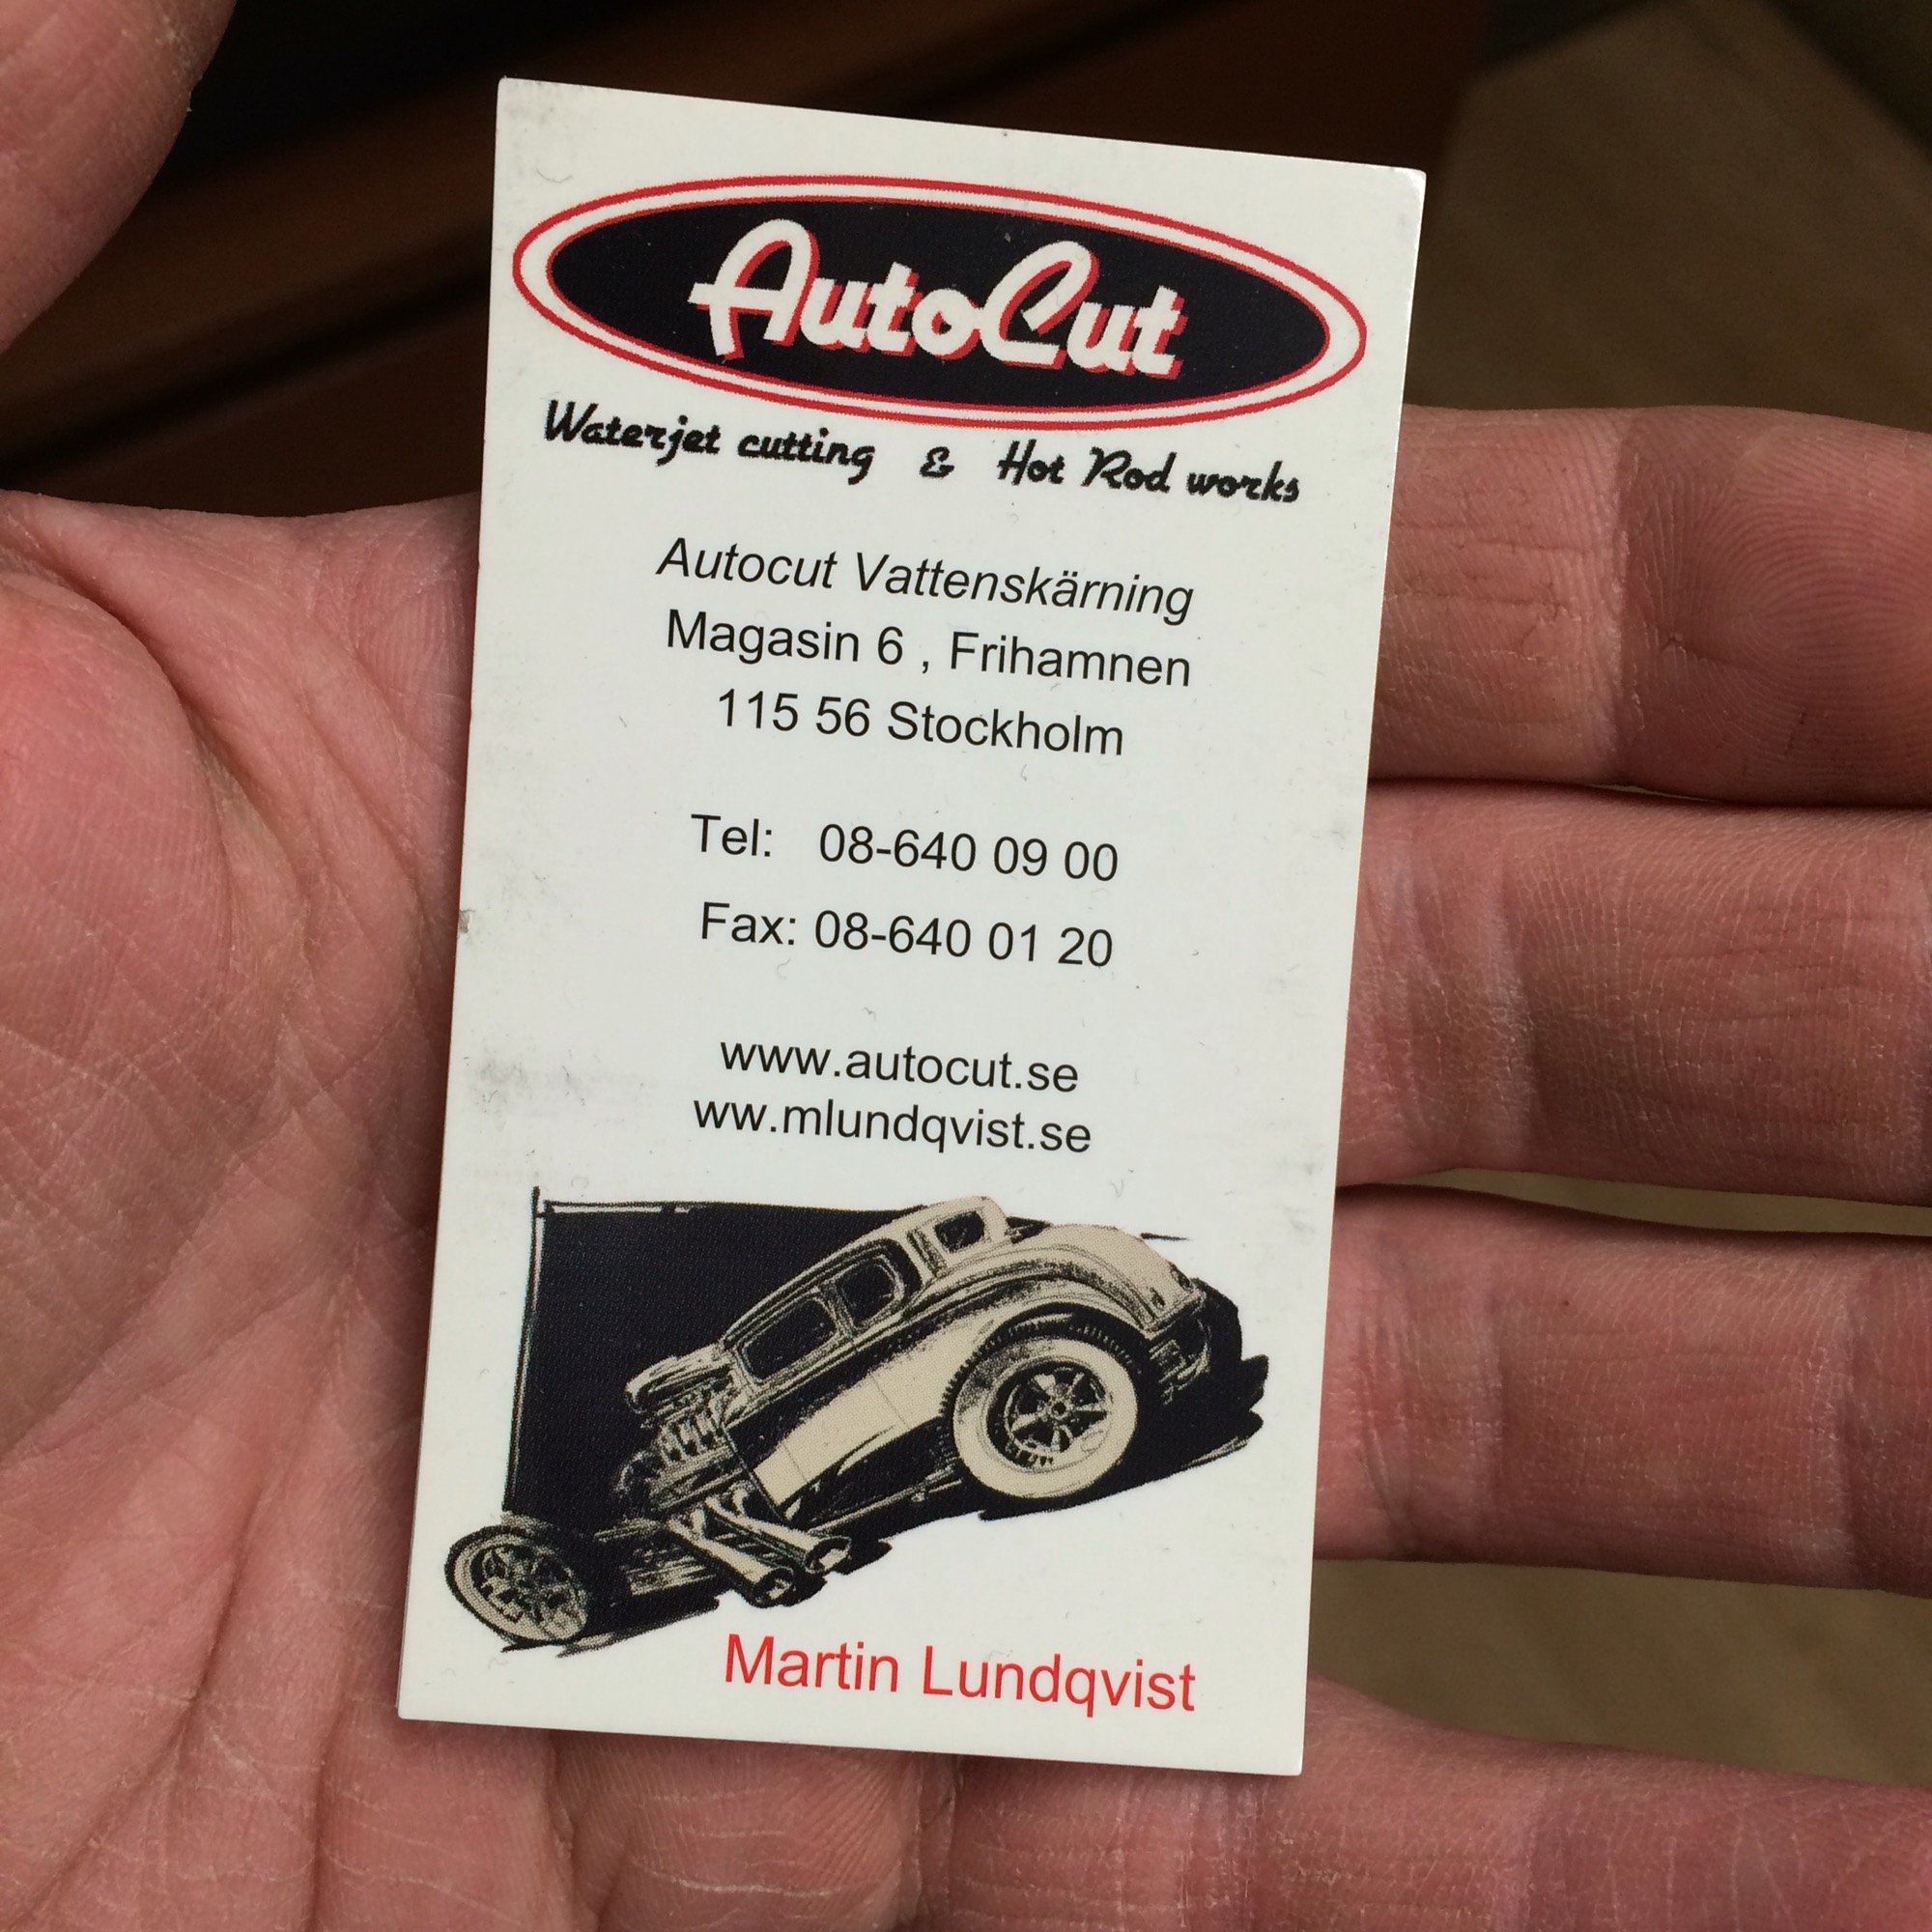 AutoCut
Waterjet cutting & Hot Rod works
Autocut Vattenskärning
Magasin 6 , Frihamnen
115 56 Stockholm
Tel: 08-640 09 00
Fax: 08-640 01 20
www.autocut.se
ww.mlundqvist.se
Martin Lundqvist